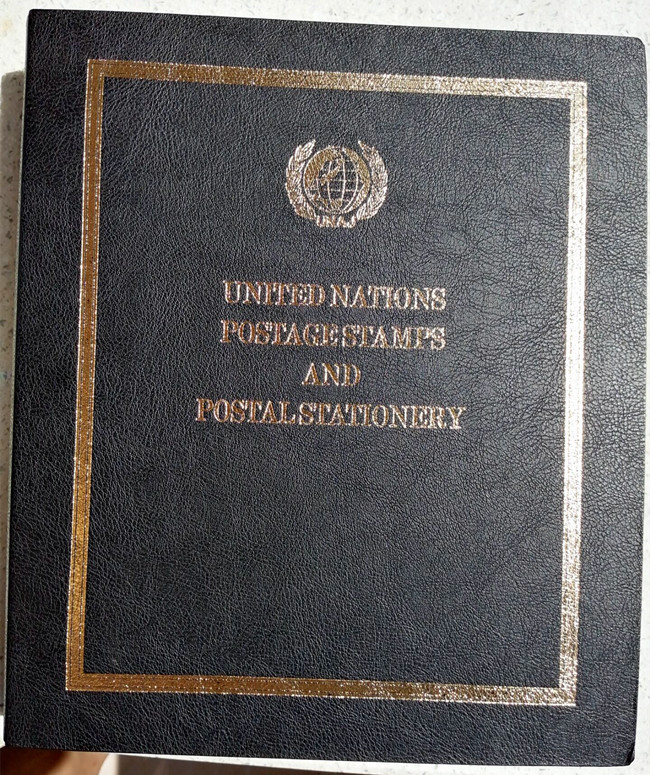 UNITED NATIONS
POSTAGE STAMPS
AND
POSTAL STATIONERY